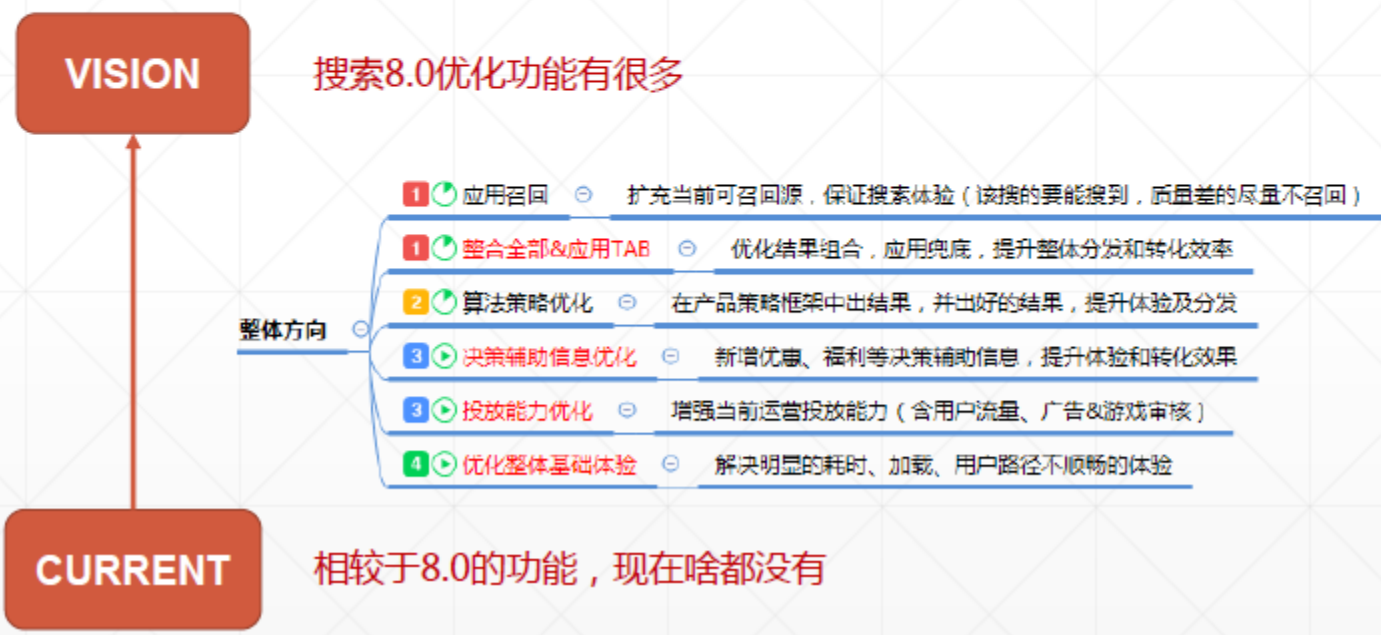 VISION
搜索8.0优化功能有很多
1 应用召回 扩充当前可召回源，保证搜索体验（该搜的要能搜到，质量差的尽量不召回）
1 整合全部&应用TAB 优化结果组合，应用兜底，提升整体分发和转化效率
2 算法策略优化 在产品策略框架中出结果，并出好的结果，提升体验及分发
整体方向
3 决策辅助信息优化 新增优惠、福利等决策辅助信息，提升体验和转化效果
3 投放能力优化 增强当前运营投放能力（含用户流量、广告&游戏审核）
4 优化整体基础体验 解决明显的耗时、加载、用户路径不顺畅的体验
CURRENT
相较于8.0的功能，现在啥都没有